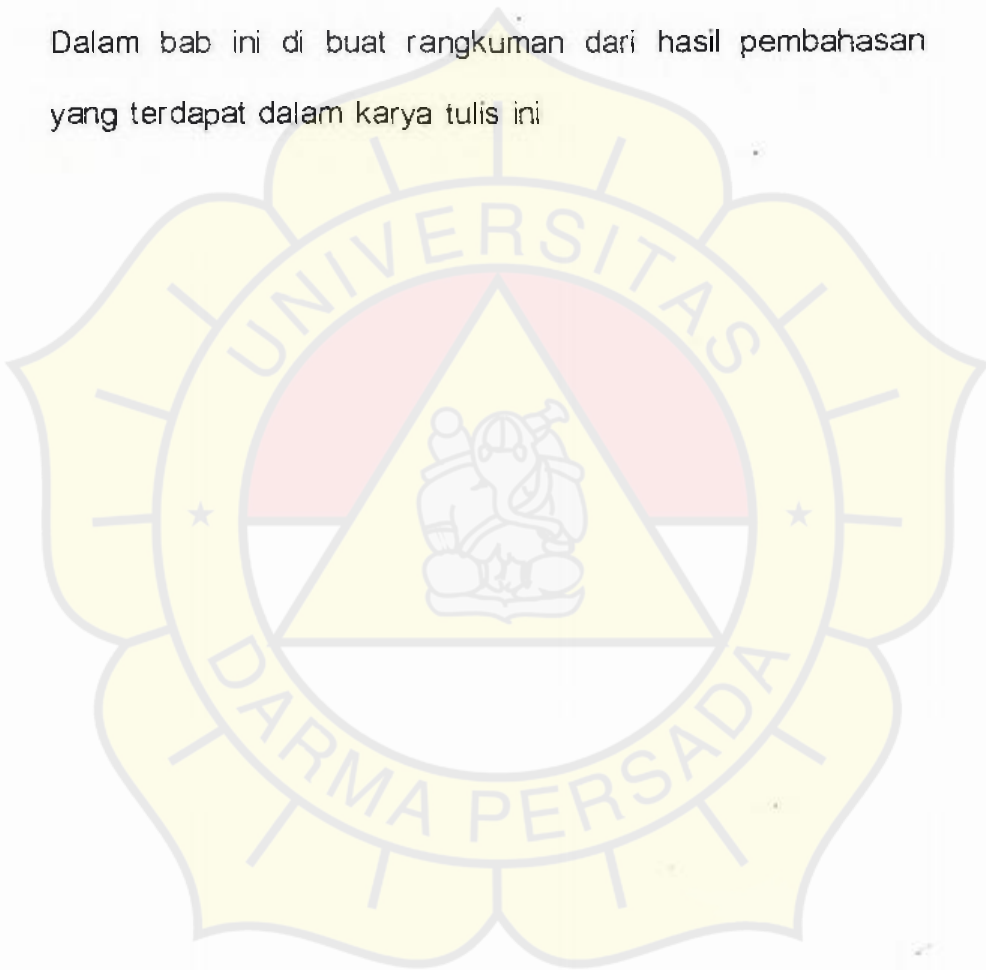 Dalam bab ini di buat rangkuman dari hasil pembahasan
yang terdapat dalam karya tulis ini
UNIVERSITAS
DARMA PERSADA